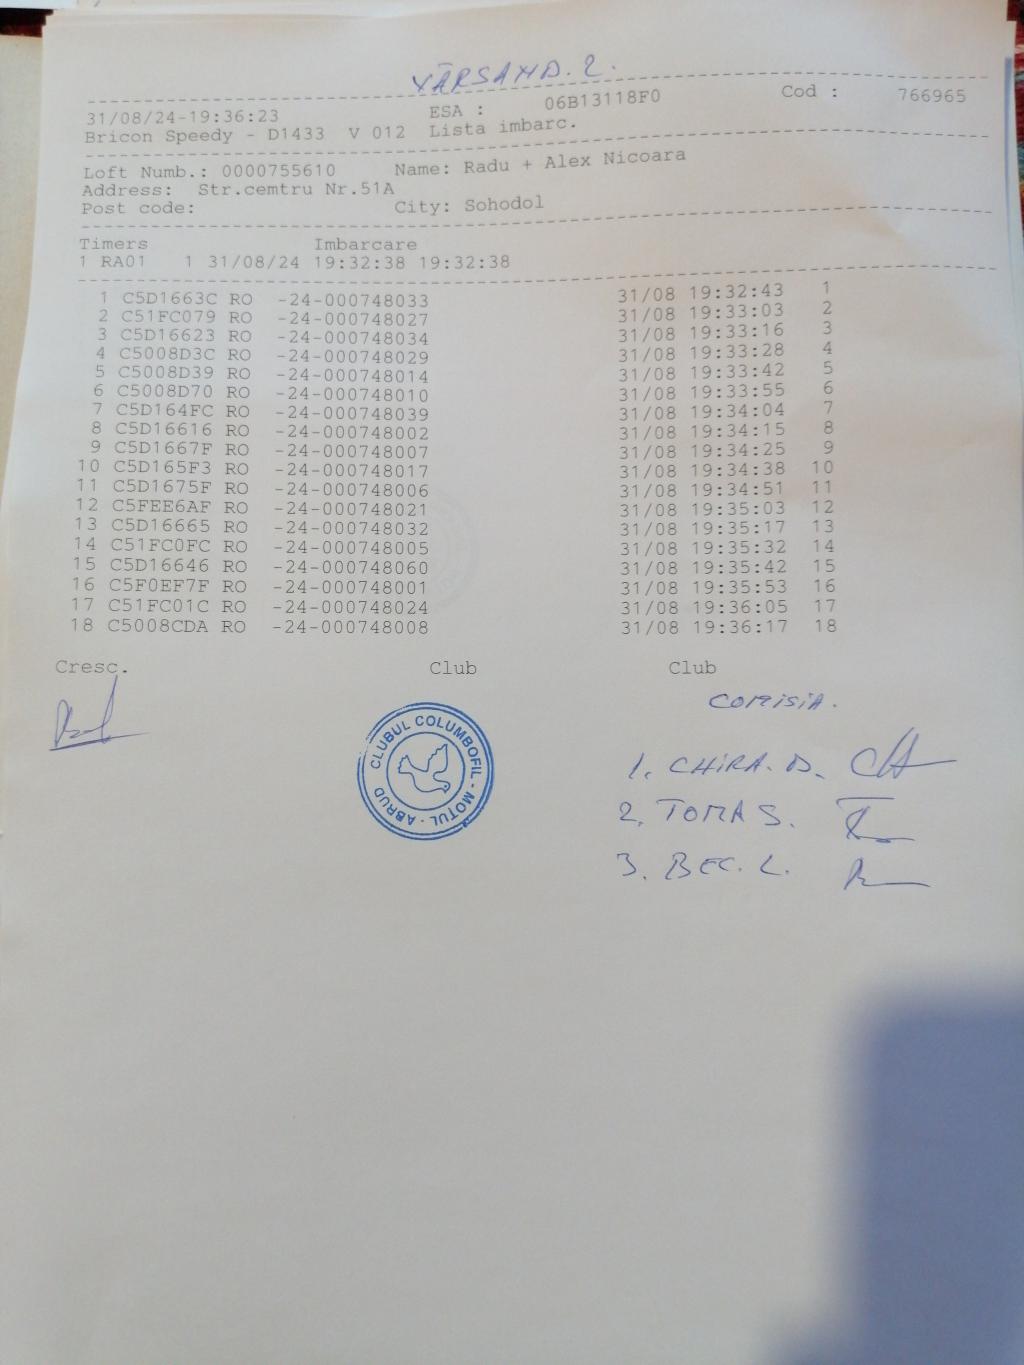 VĂRSAND. 2.
31/08/24-19:36:23 ESA : 06B13118F0 Cod : 766965
Bricon Speedy - D1433 V 012 Lista imbarc.
Loft Numb.: 0000755610 Name: Radu + Alex Nicoara
Address: Str.cemtru Nr.51A
Post code: City: Sohodol
Timers Imbarcare
1 RA01 1 31/08/24 19:32:38 19:32:38
1 C5D1663C RO -24-000748033 31/08 19:32:43 1
2 C51FC079 RO -24-000748027 31/08 19:33:03 2
3 C5D16623 RO -24-000748034 31/08 19:33:16 3
4 C5008D3C RO -24-000748029 31/08 19:33:28 4
5 C5008D39 RO -24-000748014 31/08 19:33:42 5
6 C5008D70 RO -24-000748010 31/08 19:33:55 6
7 C5D164FC RO -24-000748039 31/08 19:34:04 7
8 C5D16616 RO -24-000748002 31/08 19:34:15 8
9 C5D1667F RO -24-000748007 31/08 19:34:25 9
10 C5D165F3 RO -24-000748017 31/08 19:34:38 10
11 C5D1675F RO -24-000748006 31/08 19:34:51 11
12 C5FEE6AF RO -24-000748021 31/08 19:35:03 12
13 C5D16665 RO -24-000748032 31/08 19:35:17 13
14 C51FC0FC RO -24-000748005 31/08 19:35:32 14
15 C5D16646 RO -24-000748060 31/08 19:35:42 15
16 C5F0EF7F RO -24-000748001 31/08 19:35:53 16
17 C51FC01C RO -24-000748024 31/08 19:36:05 17
18 C5008CDA RO -24-000748008 31/08 19:36:17 18
Cresc. Club Club
COMISIA.
CLUBUL COLUMBOFIL - MOȚUL - ABRUD
1. CHIRA. D.
2. TOMA S.
3. BEC. L.